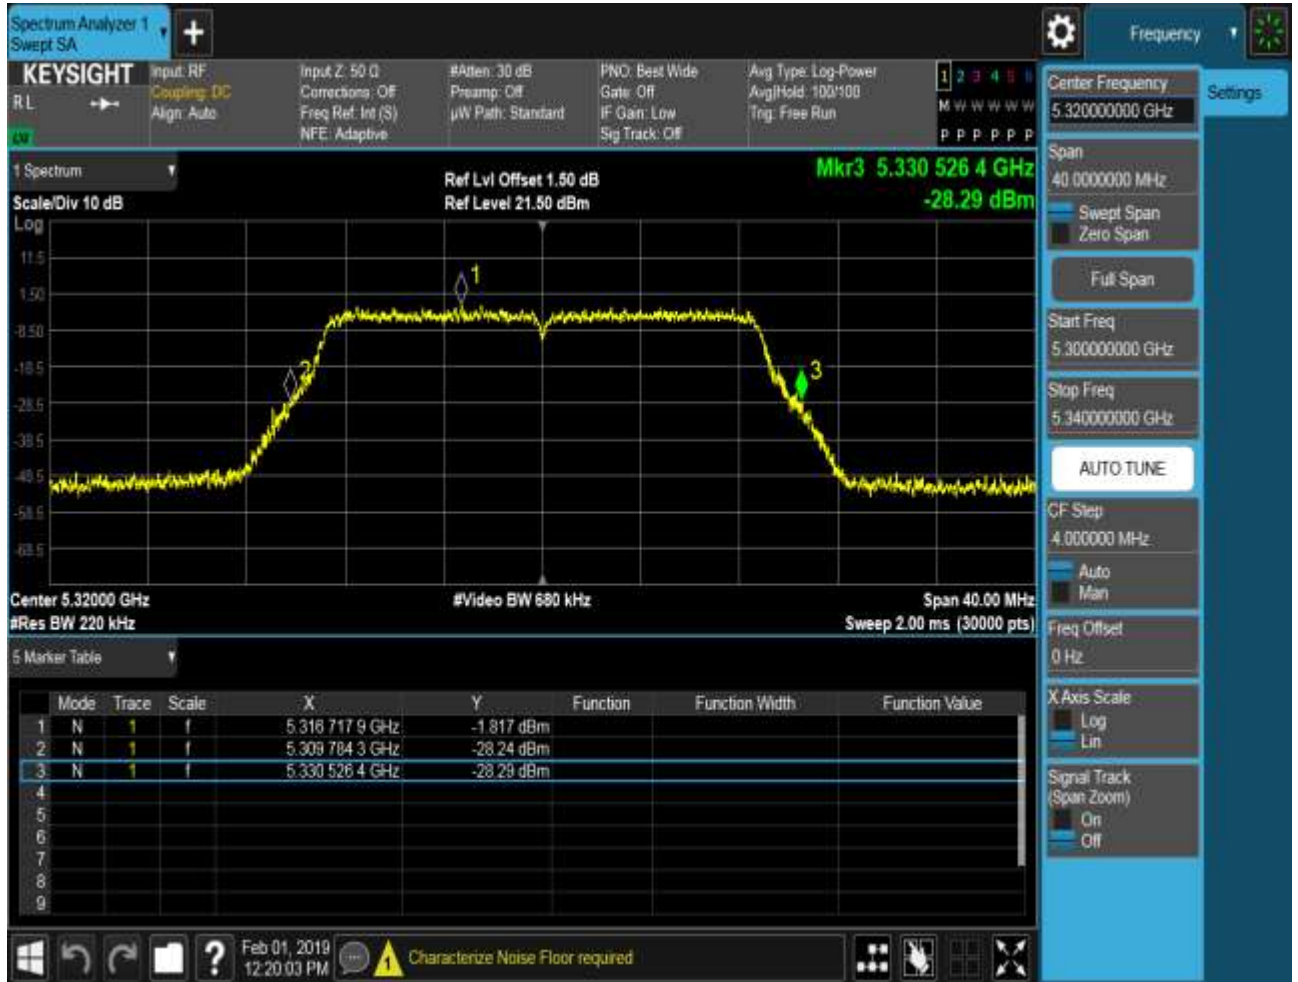 Spectrum Analyzer 1
Swept SA
+
Frequency
KEYSIGHT
RL
Input: RF
Coupling: DC
Align: Auto
Input Z: 50 Ω
Corrections: Off
Freq Ref: Int (S)
NFE: Adaptive
#Atten: 30 dB
Preamp: Off
µW Path: Standard
PNO: Best Wide
Gate: Off
IF Gain: Low
Sig Track: Off
Avg Type: Log-Power
Avg|Hold: 100/100
Trig: Free Run
1 2 3 4 5 6
M W W W W W
P P P P P P
1 Spectrum
Scale/Div 10 dB
Ref Lvl Offset 1.50 dB
Ref Level 21.50 dBm
Mkr3 5.330 526 4 GHz
-28.29 dBm
Log
11.5
1.50
-8.50
-18.5
-28.5
-38.5
-48.5
-58.5
-68.5
1
2
3
Center 5.32000 GHz
#Res BW 220 kHz
#Video BW 680 kHz
Span 40.00 MHz
Sweep 2.00 ms (30000 pts)
5 Marker Table
Mode Trace Scale X Y Function Function Width Function Value
1 N 1 f 5.316 717 9 GHz -1.817 dBm
2 N 1 f 5.309 784 3 GHz -28.24 dBm
3 N 1 f 5.330 526 4 GHz -28.29 dBm
4
5
6
7
8
9
Center Frequency
5.320000000 GHz
Settings
Span
40.0000000 MHz
Swept Span
Zero Span
Full Span
Start Freq
5.300000000 GHz
Stop Freq
5.340000000 GHz
AUTO TUNE
CF Step
4.000000 MHz
Auto
Man
Freq Offset
0 Hz
X Axis Scale
Log
Lin
Signal Track
(Span Zoom)
On
Off
?
Feb 01, 2019
12:20:03 PM
1
Characterize Noise Floor required